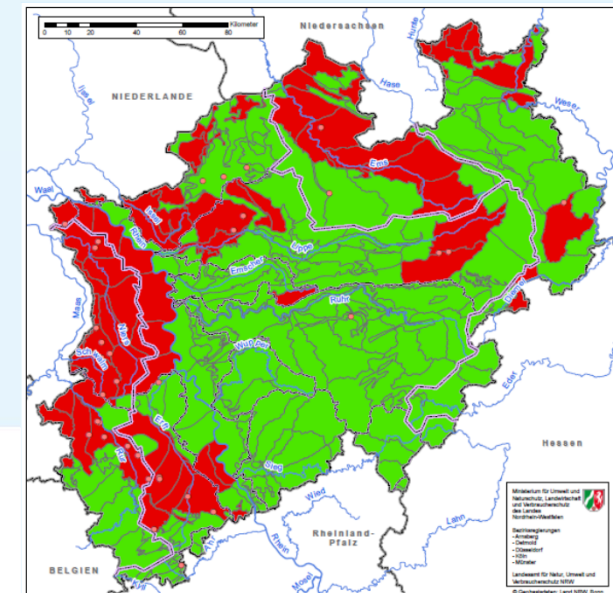 Kilometer
0 10 20 40 60 80
Niedersachsen
Hunte
NIEDERLANDE
Hase
Weser
Ijssel
Ems
Waal
Issel
Rhein
Lippe
Emscher
Maas
Niers
Ruhr
Diemel
Schwalm
Wupper
Eder
Erft
Rur
Hessen
Sieg
Wied
Lahn
Rheinland-
Pfalz
Ahr
Rhein
BELGIEN
Kyll
Mosel
Ministerium für Umwelt und
Naturschutz, Landwirtschaft
und Verbraucherschutz
des Landes
Nordrhein-Westfalen
Bezirksregierungen
- Arnsberg
- Detmold
- Düsseldorf
- Köln
- Münster
Landesamt für Natur, Umwelt und
Verbraucherschutz NRW
© Geobasisdaten: Land NRW, Bonn